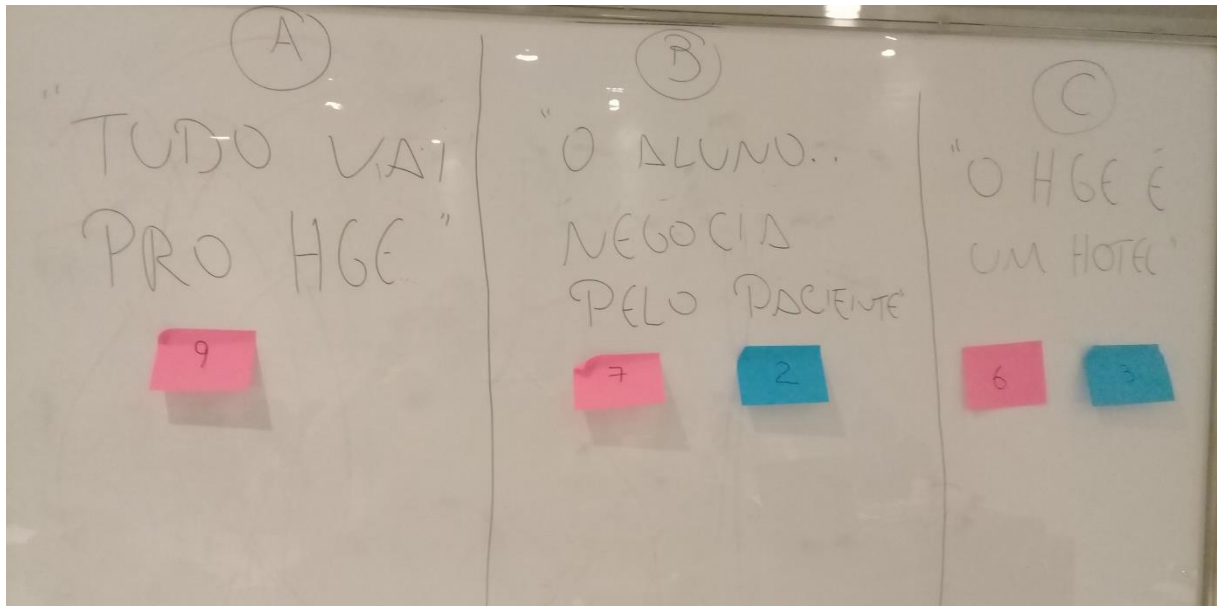 A
"TUDO VAI
PRO HGE"
9
B
"O ALUNO..
NEGOCIA
PELO PACIENTE"
7
2
C
"O HGE É
UM HOTEL"
6
3